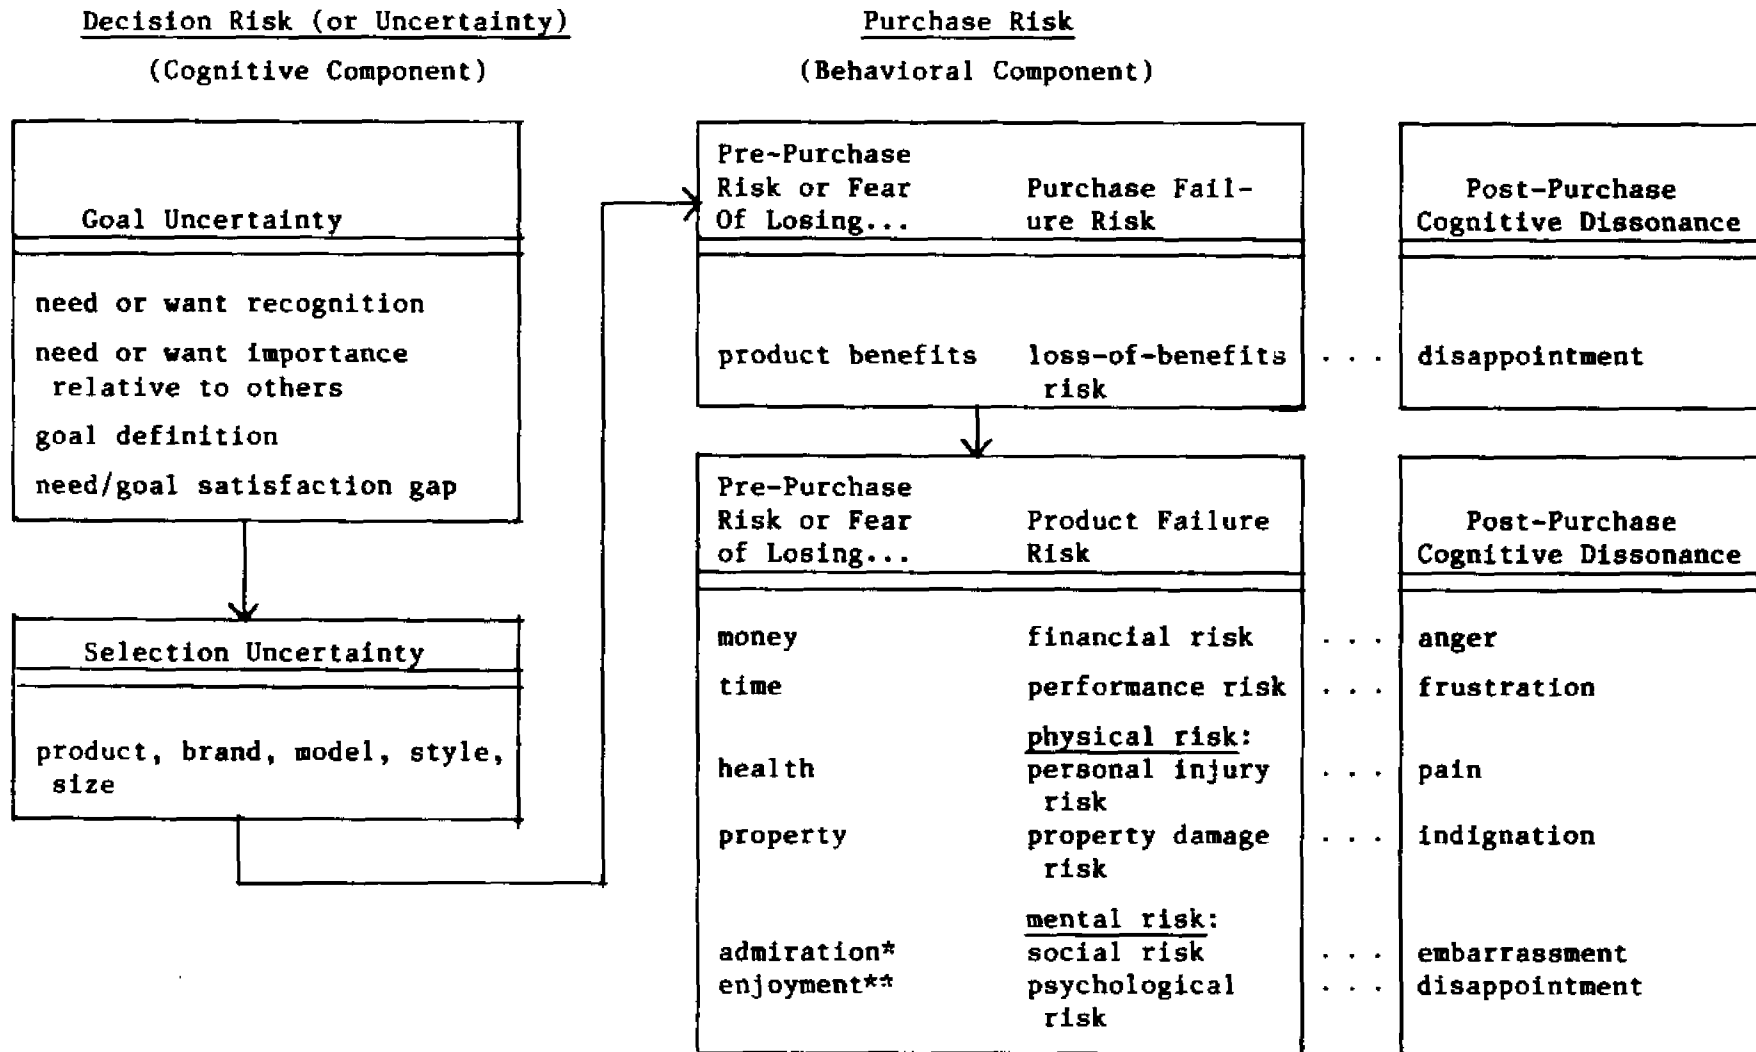 Decision Risk (or Uncertainty)
(Cognitive Component)
Purchase Risk
(Behavioral Component)
Goal Uncertainty
need or want recognition
need or want importance
relative to others
goal definition
need/goal satisfaction gap
Selection Uncertainty
product, brand, model, style,
size
Pre-Purchase
Risk or Fear Purchase Fail-
Of Losing... ure Risk
product benefits loss-of-benefits
risk
Post-Purchase
Cognitive Dissonance
. . . disappointment
Pre-Purchase
Risk or Fear Product Failure
of Losing... Risk
Post-Purchase
Cognitive Dissonance
money financial risk . . . anger
time performance risk . . . frustration
physical risk:
health personal injury . . . pain
risk
property property damage . . . indignation
risk
mental risk:
admiration* social risk . . . embarrassment
enjoyment** psychological . . . disappointment
risk